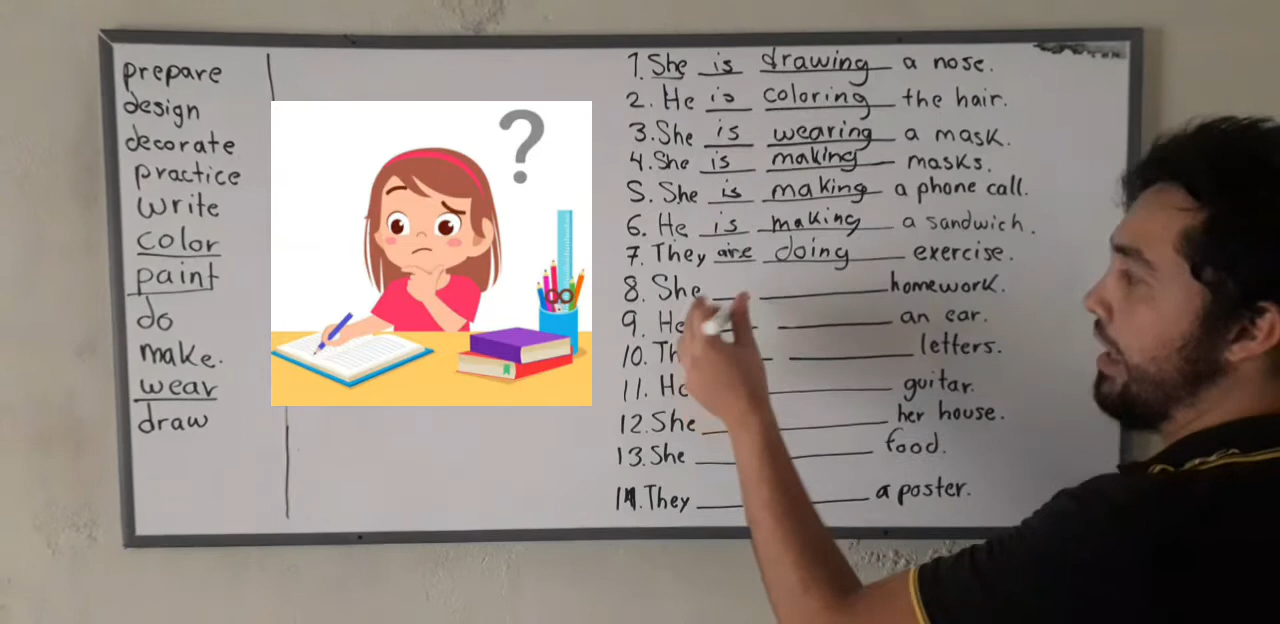 prepare
design
decorate
practice
write
color
paint
do
make.
wear
draw
?
1. She is drawing a nose.
2. He is coloring the hair.
3. She is wearing a mask.
4. She is making masks.
5. She is making a phone call.
6. He is making a sandwich.
7. They are doing exercise.
8. She homework.
9. He an ear.
10. letters.
11. He guitar.
12. She her house.
13. She food.
14. They a poster.